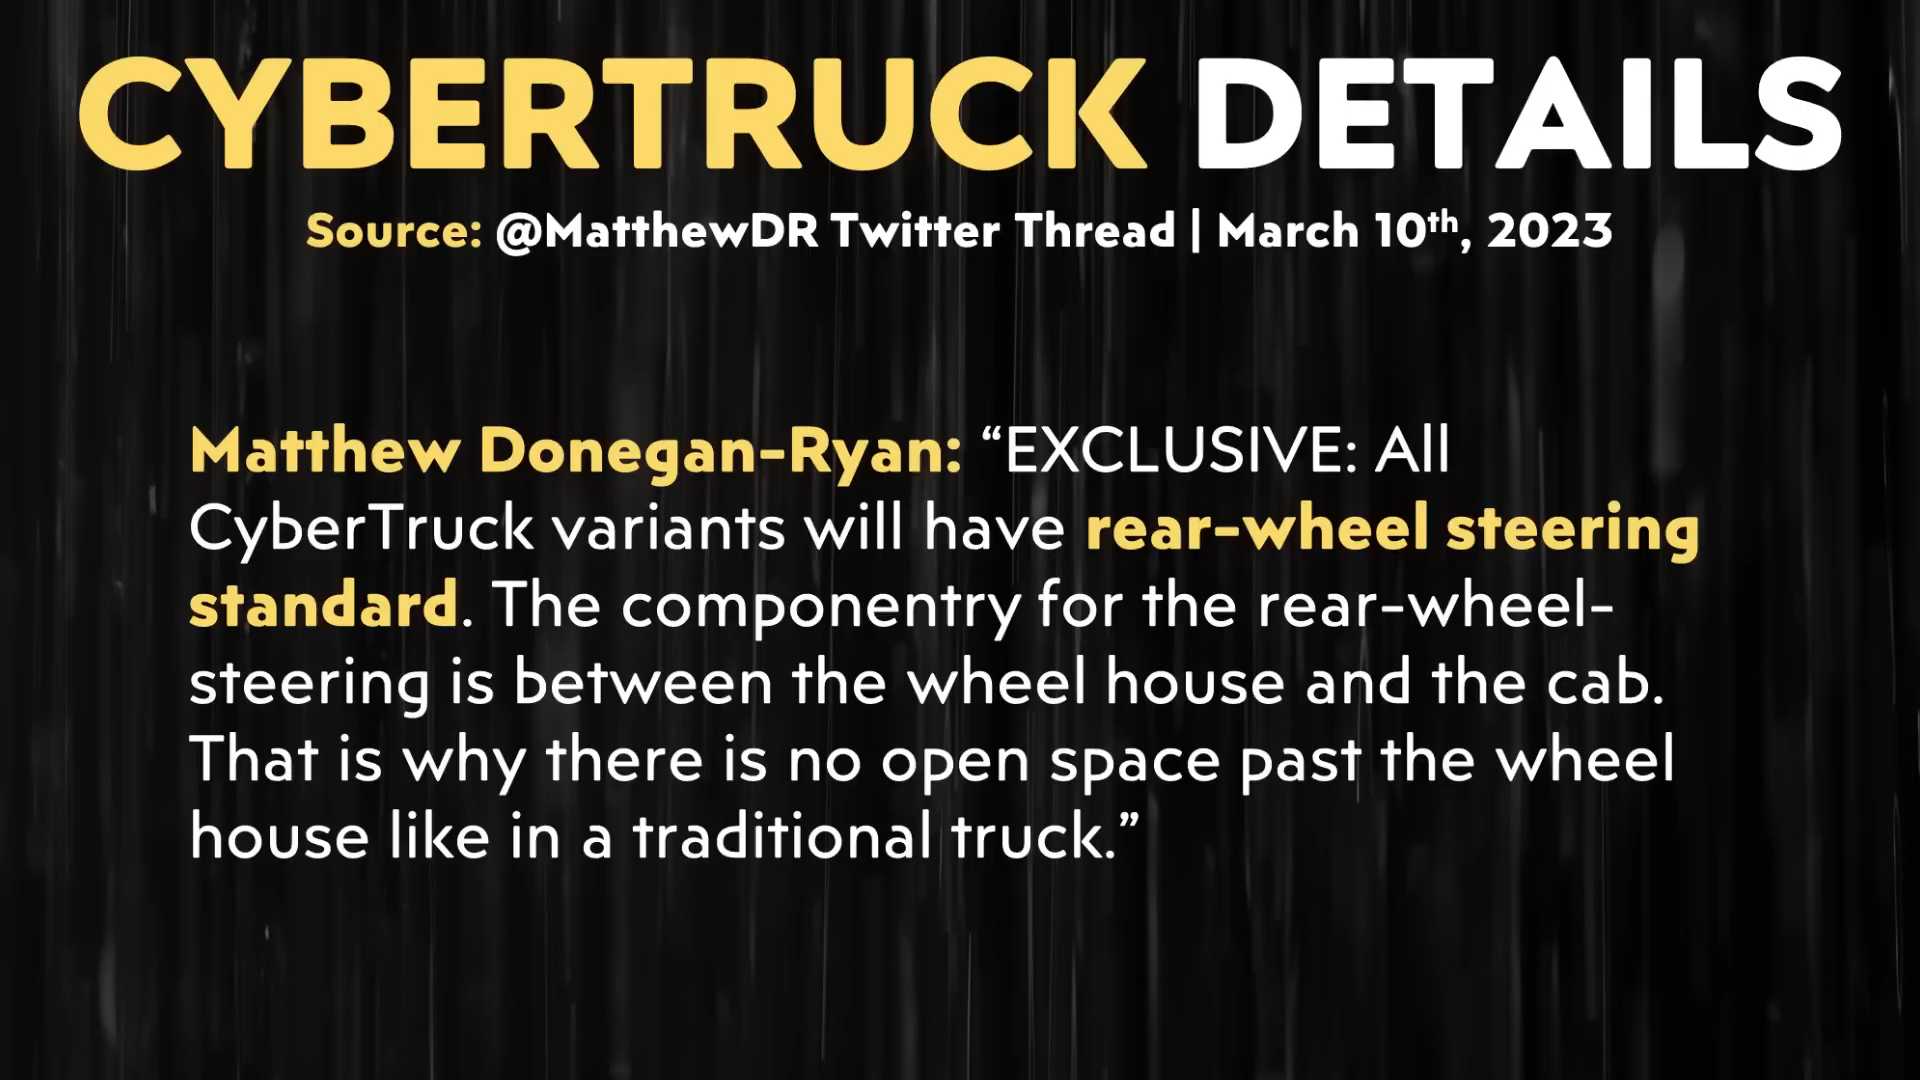 CYBERTRUCK DETAILS
Source: @MatthewDR Twitter Thread | March 10th, 2023
Matthew Donegan-Ryan: “EXCLUSIVE: All
CyberTruck variants will have rear-wheel steering
standard. The componentry for the rear-wheel-
steering is between the wheel house and the cab.
That is why there is no open space past the wheel
house like in a traditional truck.”